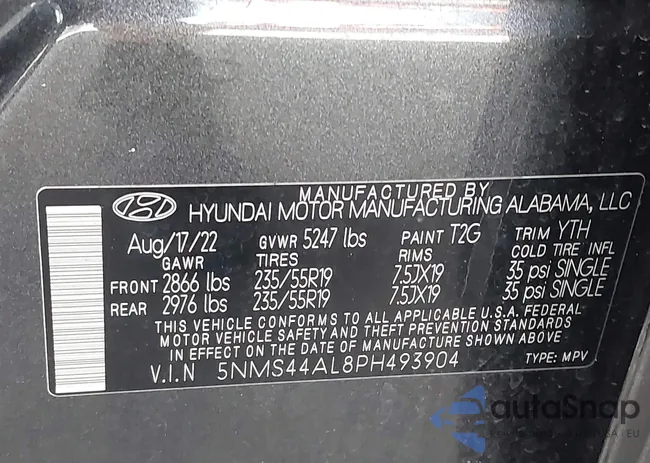 MANUFACTURED BY
HYUNDAI MOTOR MANUFACTURING ALABAMA, LLC
Aug/17/22 GVWR 5247 lbs PAINT T2G TRIM YTH
GAWR TIRES RIMS COLD TIRE INFL
FRONT 2866 lbs 235/55R19 7.5JX19 35 psi SINGLE
REAR 2976 lbs 235/55R19 7.5JX19 35 psi SINGLE
THIS VEHICLE CONFORMS TO ALL APPLICABLE U.S.A. FEDERAL
MOTOR VEHICLE SAFETY AND THEFT PREVENTION STANDARDS
IN EFFECT ON THE DATE OF MANUFACTURE SHOWN ABOVE.
V.I.N 5NMS44AL8PH493904 TYPE: MPV
autoSnap